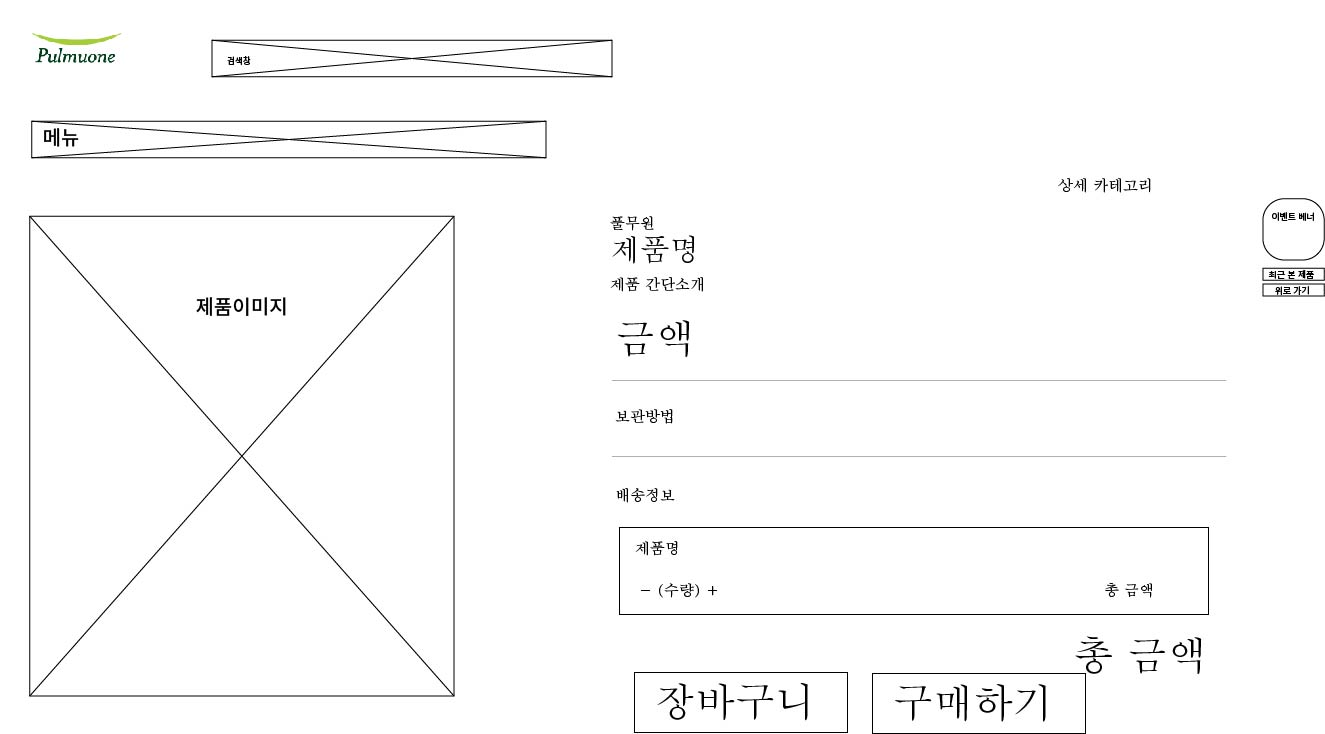 Pulmuone
검색창
메뉴
상세 카테고리
이벤트 베너
최근 본 제품
위로 가기
제품이미지
풀무원
제품명
제품 간단소개
금액
보관방법
배송정보
제품명
− (수량) + 총 금액
총 금액
장바구니 구매하기